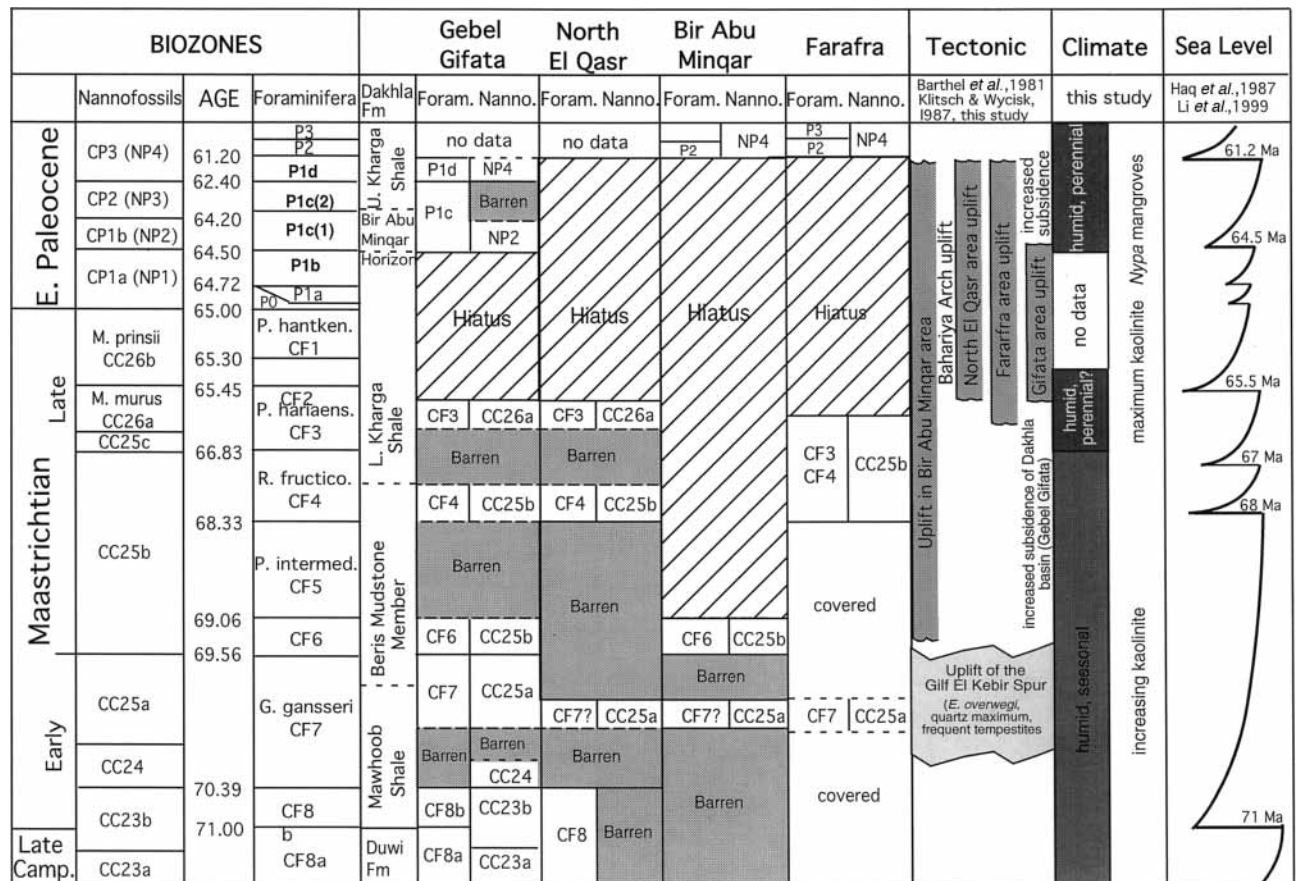 BIOZONES
Gebel
Gifata
North
El Qasr
Bir Abu
Minqar
Farafra
Tectonic
Climate
Sea Level
Nannofossils
AGE
Foraminifera
Dakhla
Fm
Foram. Nanno.
Foram. Nanno.
Foram. Nanno.
Foram. Nanno.
Barthel et al.,1981
Klitsch & Wycisk,
I987, this study
this study
Haq et al.,1987
Li et al.,1999
E. Paleocene
Maastrichtian
Late
Early
Late
Camp.
CP3 (NP4)
CP2 (NP3)
CP1b (NP2)
CP1a (NP1)
M. prinsii
CC26b
M. murus
CC26a
CC25c
CC25b
CC25a
CC24
CC23b
CC23a
61.20
62.40
64.20
64.50
64.72
65.00
65.30
65.45
66.83
68.33
69.06
69.56
70.39
71.00
P3
P2
P1d
P1c(2)
P1c(1)
P1b
P1a
P0
P. hantken.
CF1
CF2
P. hariaens.
CF3
R. fructico.
CF4
P. intermed.
CF5
CF6
G. gansseri
CF7
CF8
b
CF8a
U. Kharga
Shale
Bir Abu
Minqar
Horizon
L. Kharga
Shale
Beris Mudstone
Member
Mawhoob
Shale
Duwi
Fm
no data
P1d
NP4
P1c
Barren
NP2
Hiatus
CF3
CC26a
Barren
CF4
CC25b
Barren
CF6
CC25b
CF7
CC25a
Barren
Barren
CC24
CF8b
CC23b
CF8a
CC23a
no data
Hiatus
CF3
CC26a
Barren
CF4
CC25b
Barren
CF7?
CC25a
Barren
CF8
Barren
P2
NP4
Hiatus
CF6
CC25b
Barren
CF7?
CC25a
Barren
P3
P2
NP4
Hiatus
CF3
CF4
CC25b
covered
CF7
CC25a
covered
Uplift in Bir Abu Minqar area
Bahariya Arch uplift
North El Qasr area uplift
Fararfra area uplift
increased
subsidence
Gifata area uplift
increased subsidence of Dakhla
basin (Gebel Gifata)
Uplift of the
Gilf El Kebir Spur
(E. overwegi,
quartz maximum,
frequent tempestites
humid, perennial
no data
humid,
perennial?
humid, seesonal
Nypa mangroves
maximum kaolinite
increasing kaolinite
61.2 Ma
64.5 Ma
65.5 Ma
67 Ma
68 Ma
71 Ma